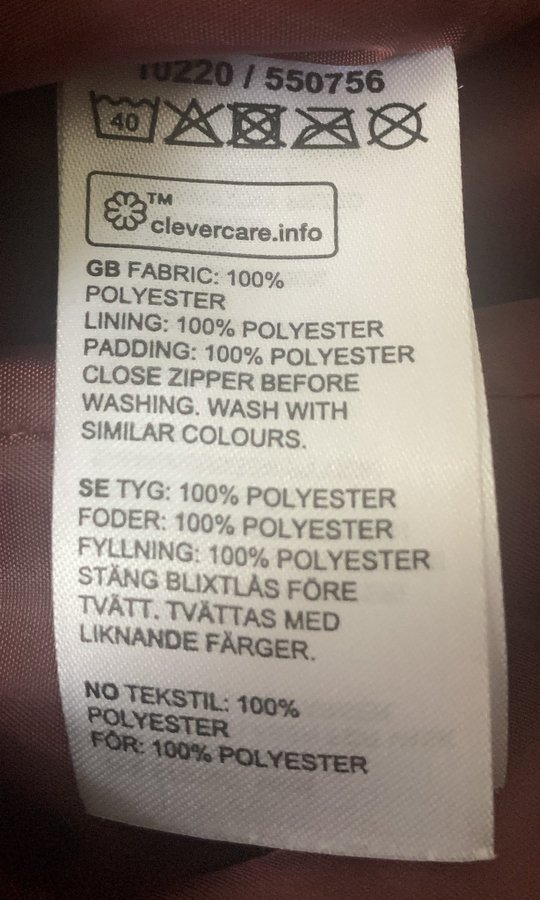 10220 / 550756
40
TM
clevercare.info
GB FABRIC: 100%
POLYESTER
LINING: 100% POLYESTER
PADDING: 100% POLYESTER
CLOSE ZIPPER BEFORE
WASHING. WASH WITH
SIMILAR COLOURS.
SE TYG: 100% POLYESTER
FODER: 100% POLYESTER
FYLLNING: 100% POLYESTER
STÄNG BLIXTLÅS FÖRE
TVÄTT. TVÄTTAS MED
LIKNANDE FÄRGER.
NO TEKSTIL: 100%
POLYESTER
FÔR: 100% POLYESTER